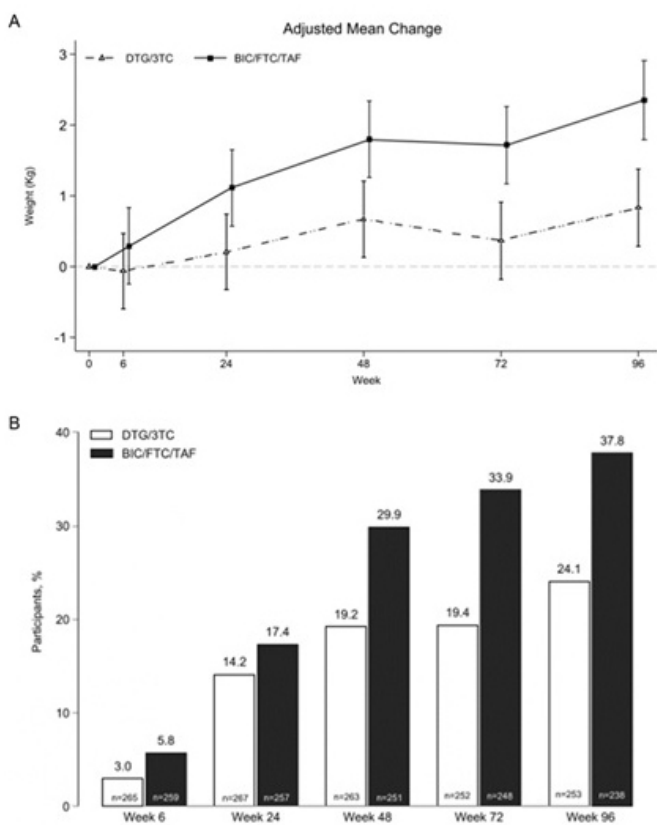 A
Adjusted Mean Change
DTG/3TC
BIC/FTC/TAF
Weight (Kg)
3
2
1
0
-1
0
6
24
48
72
96
Week
B
DTG/3TC
BIC/FTC/TAF
Participants, %
40
30
20
10
0
3.0
5.8
14.2
17.4
19.2
29.9
19.4
33.9
24.1
37.8
n=265
n=259
n=267
n=257
n=263
n=251
n=252
n=248
n=253
n=238
Week 6
Week 24
Week 48
Week 72
Week 96